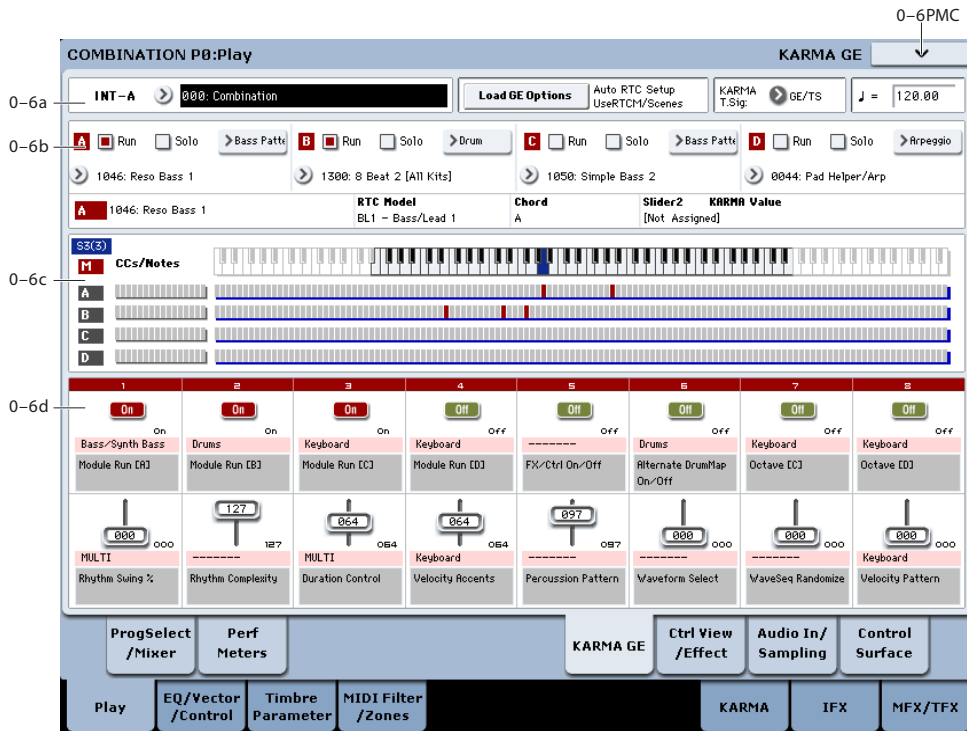 0–6PMC
COMBINATION P0:Play KARMA GE
0–6a
INT–A 000: Combination Load GE Options Auto RTC Setup UseRTCM/Scenes KARMA T.Sig: GE/TS ♩ = 120.00
0–6b
A Run Solo >Bass Patte B Run Solo >Drum C Run Solo >Bass Patte D Run Solo >Arpeggio
1046: Reso Bass 1 1300: 8 Beat 2 [All Kits] 1050: Simple Bass 2 0044: Pad Helper/Arp
RTC Model Chord Slider2 KARMA Value
A 1046: Reso Bass 1 BL1 – Bass/Lead 1 A [Not Assigned]
S3(3)
0–6c
M CCs/Notes
A
B
C
D
1 2 3 4 5 6 7 8
0–6d
On On On Off Off Off Off Off
On On On Off Off Off Off Off
Bass/Synth Bass Drums Keyboard Keyboard ------- Drums Keyboard Keyboard
Module Run [A] Module Run [B] Module Run [C] Module Run [D] FX/Ctrl On/Off Alternate DrumMap On/Off Octave [C] Octave [D]
000 127 064 064 097 000 000 000
000 127 064 064 097 000 000 000
MULTI ------- MULTI Keyboard ------- ------- ------- Keyboard
Rhythm Swing % Rhythm Complexity Duration Control Velocity Accents Percussion Pattern Waveform Select WaveSeq Randomize Velocity Pattern
ProgSelect /Mixer Perf Meters KARMA GE Ctrl View /Effect Audio In/ Sampling Control Surface
Play EQ/Vector /Control Timbre Parameter MIDI Filter /Zones KARMA IFX MFX/TFX